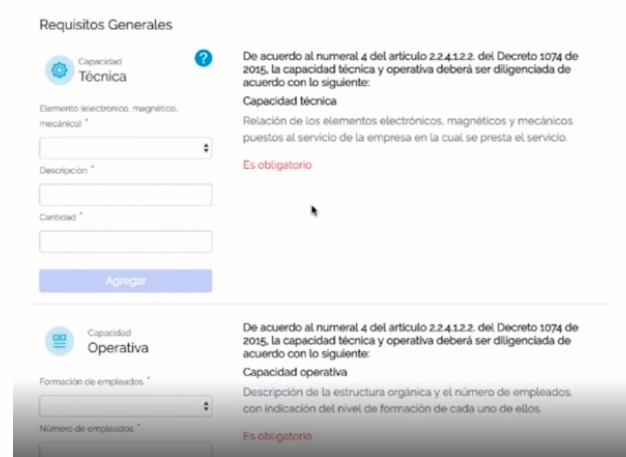 Requisitos Generales
Capacidad
Técnica
?
De acuerdo al numeral 4 del artículo 2.2.4.1.2.2. del Decreto 1074 de
2015, la capacidad técnica y operativa deberá ser diligenciada de
acuerdo con lo siguiente:
Capacidad técnica
Relación de los elementos electrónicos, magnéticos y mecánicos
puestos al servicio de la empresa en la cual se presta el servicio.
Es obligatorio
Elemento (electrónico, magnético,
mecánico) *
Descripción *
Cantidad *
Agregar
Capacidad
Operativa
De acuerdo al numeral 4 del artículo 2.2.4.1.2.2. del Decreto 1074 de
2015, la capacidad técnica y operativa deberá ser diligenciada de
acuerdo con lo siguiente:
Capacidad operativa
Descripción de la estructura orgánica y el número de empleados,
con indicación del nivel de formación de cada uno de ellos.
Es obligatorio
Formación de empleados *
Número de empleados *